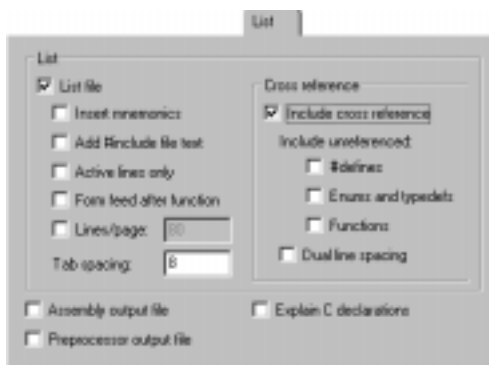 List
List
List file
Insert mnemonics
Add #include file text
Active lines only
Form feed after function
Lines/page: 80
Tab spacing: 8
Cross reference
Include cross reference
Include unreferenced:
#defines
Enums and typedefs
Functions
Dual line spacing
Assembly output file
Explain C declarations
Preprocessor output file